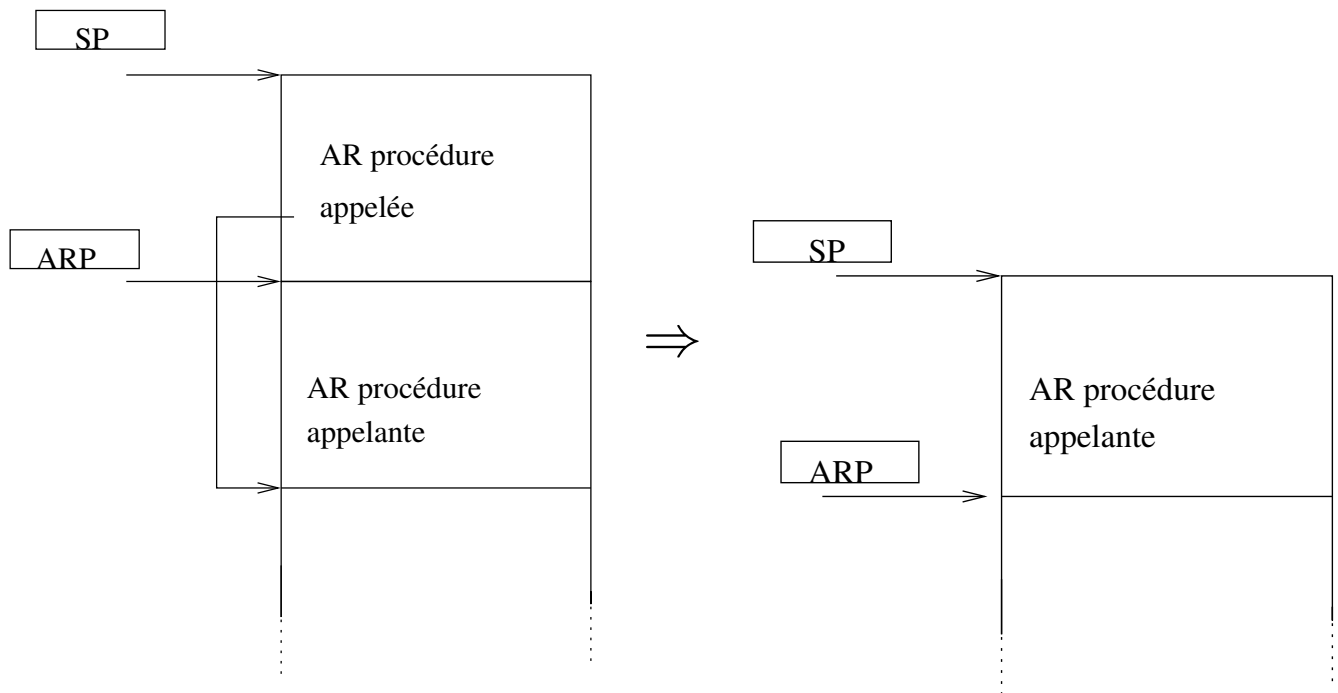 SP
AR procédure
appelée
ARP
AR procédure
appelante
⇒
SP
AR procédure
appelante
ARP